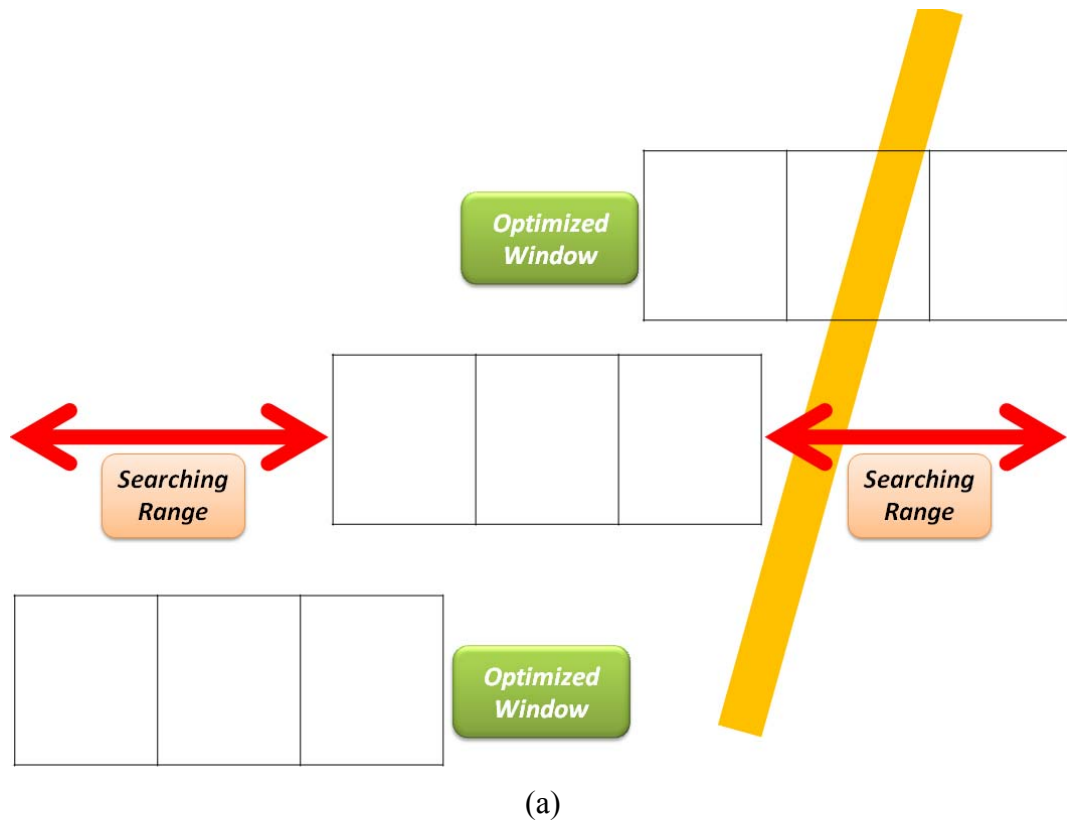 Optimized
Window
Searching
Range
Searching
Range
Optimized
Window
(a)